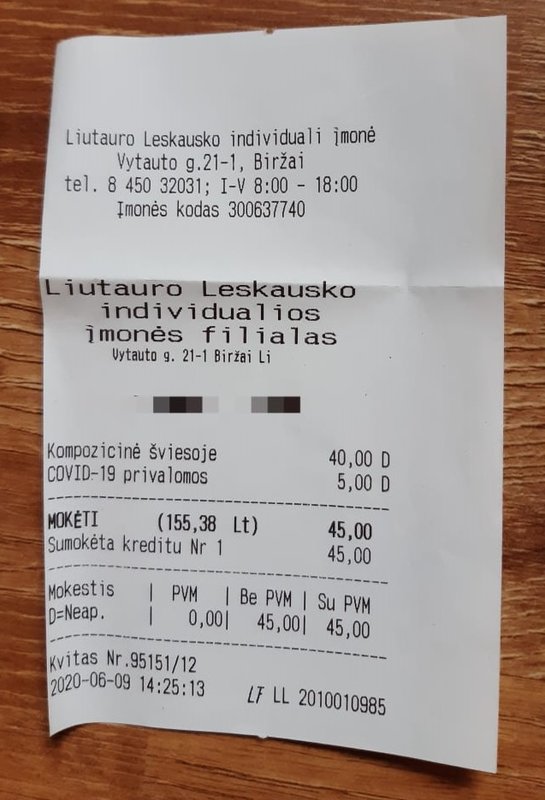 Liutauro Leskausko individuali įmonė
Vytauto g.21-1, Biržai
tel. 8 450 32031; I-V 8:00 - 18:00
Įmonės kodas 300637740
Liutauro Leskausko
individualios
įmonės filialas
Vytauto g. 21-1 Biržai Li
Kompozicinė šviesoje 40,00 D
COVID-19 privalomos 5,00 D
MOKĖTI (155,38 Lt) 45,00
Sumokėta kreditu Nr 1 45,00
Mokestis | PVM | Be PVM | Su PVM
D=Neap. | 0,00| 45,00| 45,00
Kvitas Nr.95151/12
2020-06-09 14:25:13 LF LL 2010010985